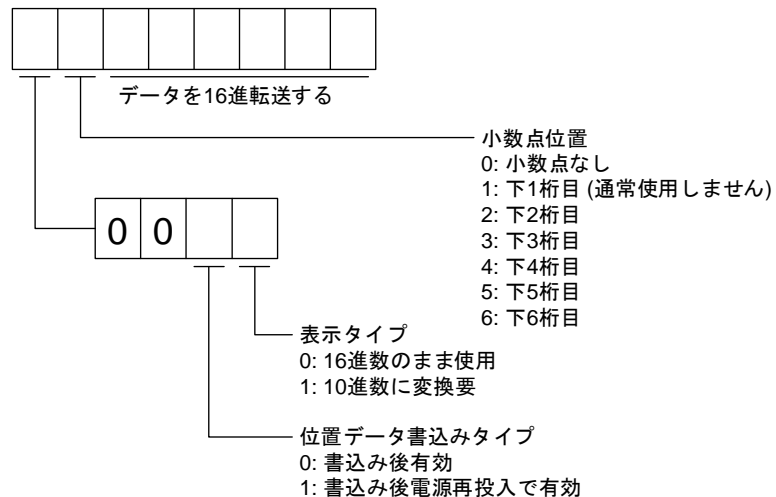 データを16進転送する
小数点位置
0: 小数点なし
1: 下1桁目 (通常使用しません)
2: 下2桁目
3: 下3桁目
4: 下4桁目
5: 下5桁目
6: 下6桁目
0 0
表示タイプ
0: 16進数のまま使用
1: 10進数に変換要
位置データ書込みタイプ
0: 書込み後有効
1: 書込み後電源再投入で有効